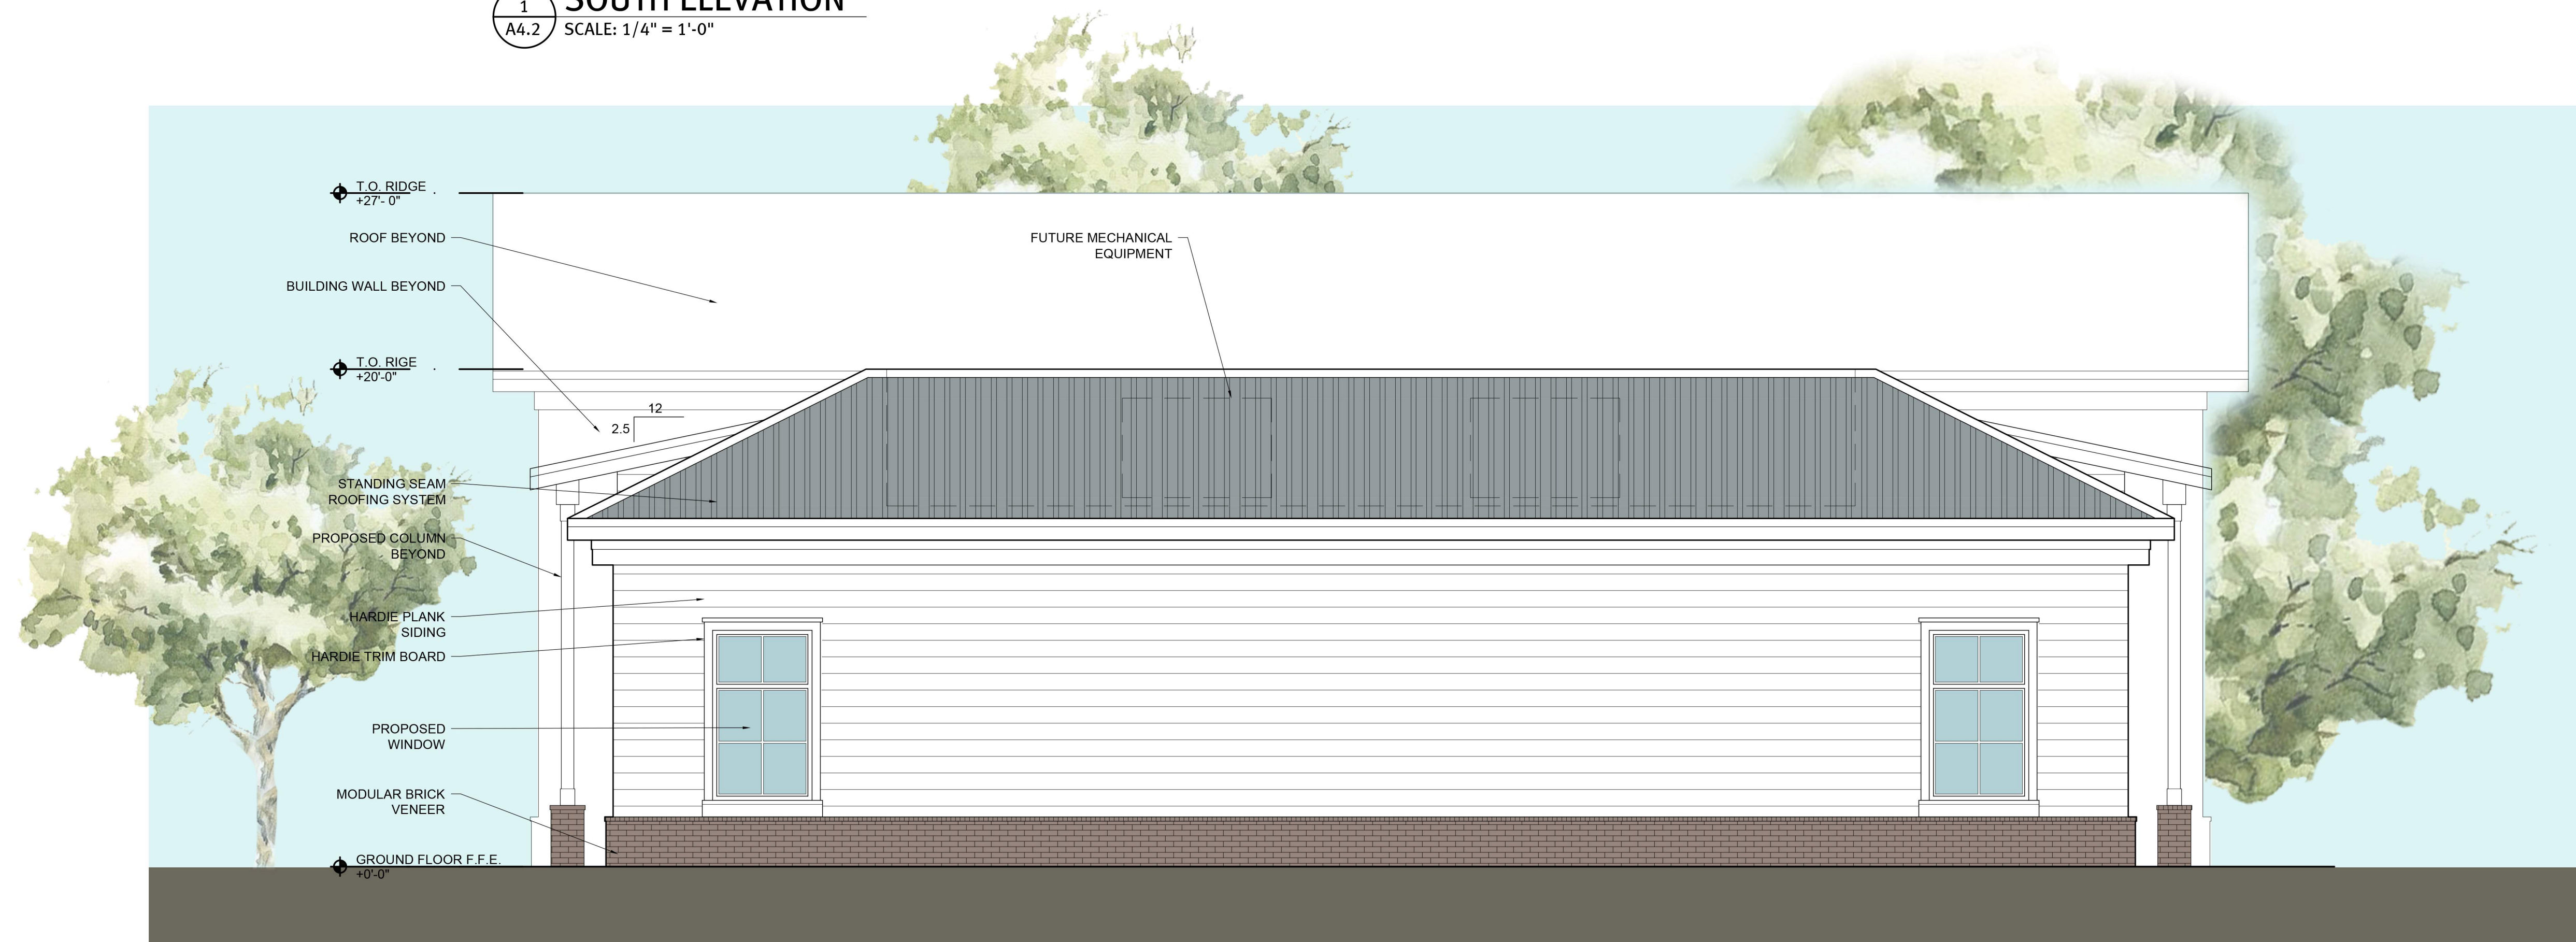 1
SOUTH ELEVATION
A4.2
SCALE: 1/4" = 1'-0"
T.O. RIDGE
+27'- 0"
ROOF BEYOND
FUTURE MECHANICAL
EQUIPMENT
BUILDING WALL BEYOND
T.O. RIGE
+20'-0"
12
2.5
STANDING SEAM
ROOFING SYSTEM
PROPOSED COLUMN
BEYOND
HARDIE PLANK
SIDING
HARDIE TRIM BOARD
PROPOSED
WINDOW
MODULAR BRICK
VENEER
GROUND FLOOR F.F.E.
+0'-0"